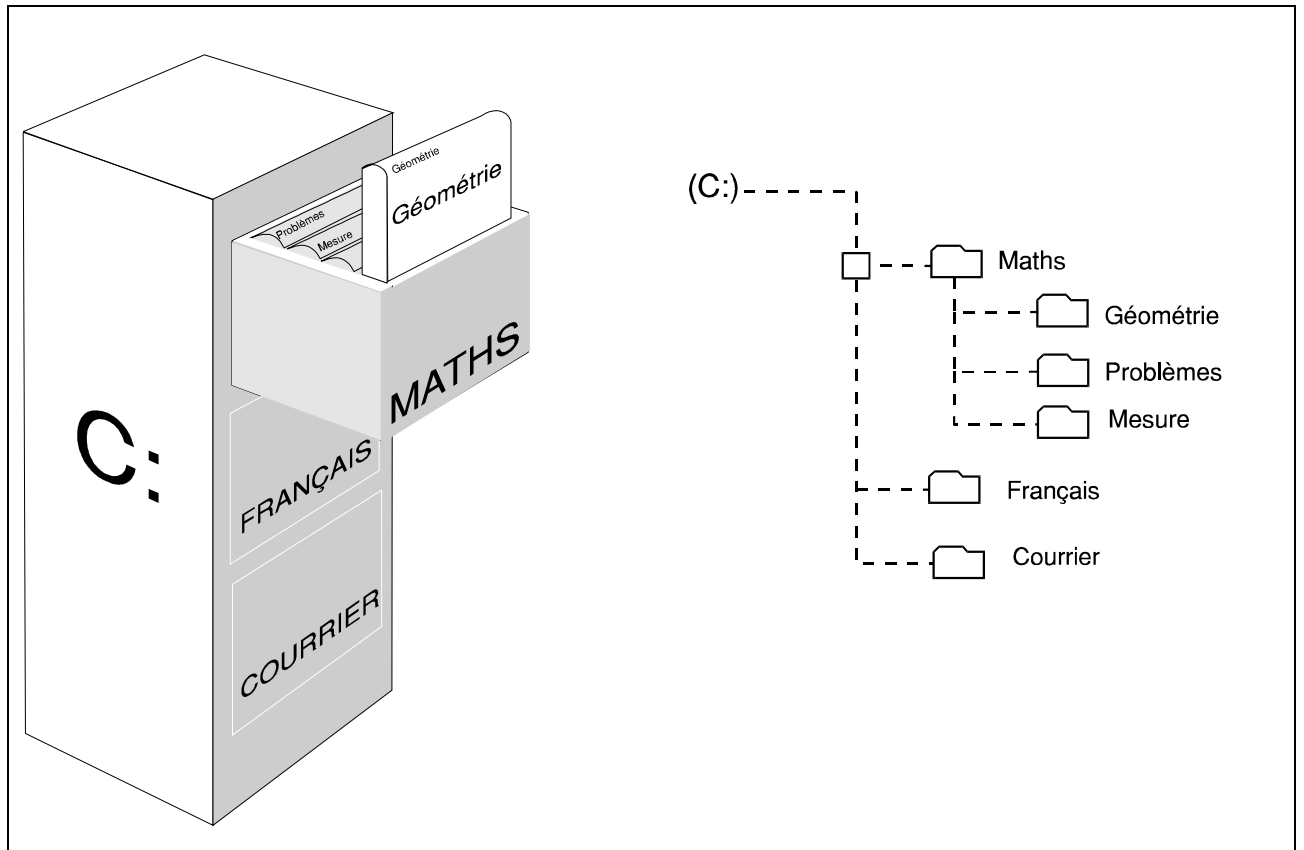 Géométrie
Géométrie
Problèmes
Mesure
MATHS
C:
FRANÇAIS
COURRIER
(C:)
Maths
Géométrie
Problèmes
Mesure
Français
Courrier